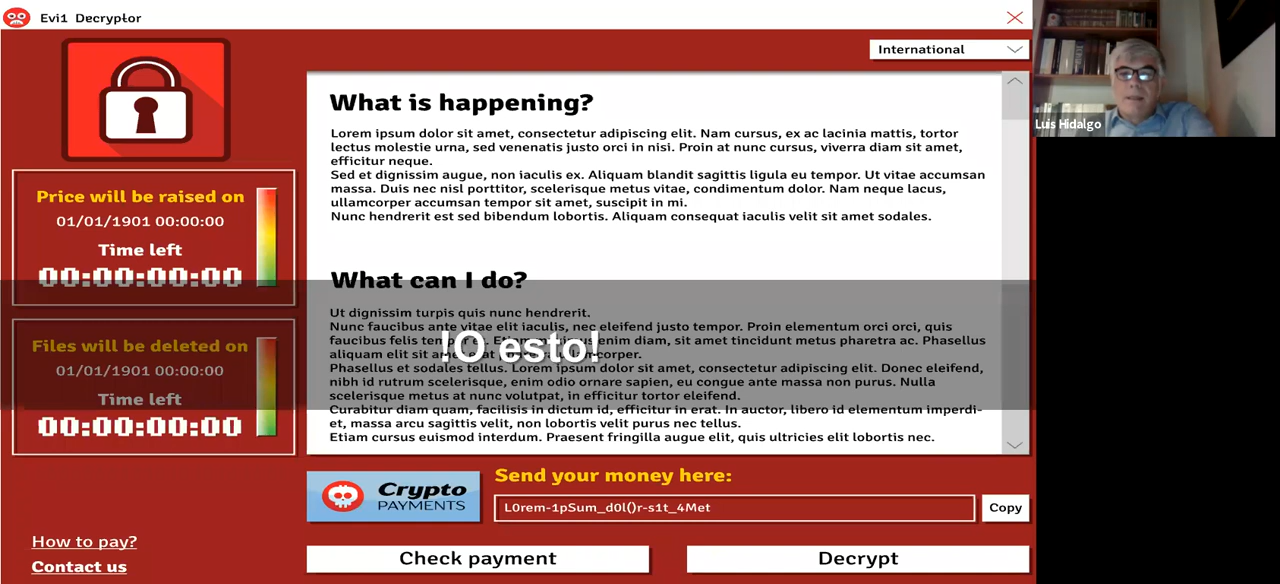 Evi1 Decryptor
International
Price will be raised on
01/01/1901 00:00:00
Time left
00:00:00:00
Files will be deleted on
01/01/1901 00:00:00
Time left
00:00:00:00
How to pay?
Contact us
What is happening?
Lorem ipsum dolor sit amet, consectetur adipiscing elit. Nam cursus, ex ac lacinia mattis, tortor
lectus molestie urna, sed venenatis justo orci in nisi. Proin at nunc cursus, viverra diam sit amet,
efficitur neque.
Sed et dignissim augue, non iaculis ex. Aliquam blandit sagittis ligula eu tempor. Ut vitae accumsan
massa. Duis nec nisl porttitor, scelerisque metus vitae, condimentum dolor. Nam neque lacus,
ullamcorper accumsan tempor sit amet, suscipit in mi.
Nunc hendrerit est sed bibendum lobortis. Aliquam consequat iaculis velit sit amet sodales.
What can I do?
Ut dignissim turpis quis nunc hendrerit.
Nunc faucibus ante vitae elit iaculis, nec eleifend justo tempor. Proin elementum orci orci, quis
faucibus felis enim diam, sit amet tincidunt metus pharetra ac. Phasellus
aliquam elit sit
Phasellus et sodales tellus. Lorem ipsum dolor sit amet, consectetur adipiscing elit. Donec eleifend,
nibh id rutrum scelerisque, enim odio ornare sapien, eu congue ante massa non purus. Nulla
scelerisque metus at nunc volutpat, in efficitur tortor eleifend.
Curabitur diam quam, facilisis in dictum id, efficitur in erat. In auctor, libero id elementum imperdi-
et, massa arcu sagittis velit, non lobortis velit purus nec tellus.
Etiam cursus euismod interdum. Praesent fringilla augue elit, quis ultricies elit lobortis nec.
!O esto!
Crypto
PAYMENTS
Send your money here:
L0rem-1pSum_d0l()r-s1t_4Met
Copy
Check payment
Decrypt
Luis Hidalgo